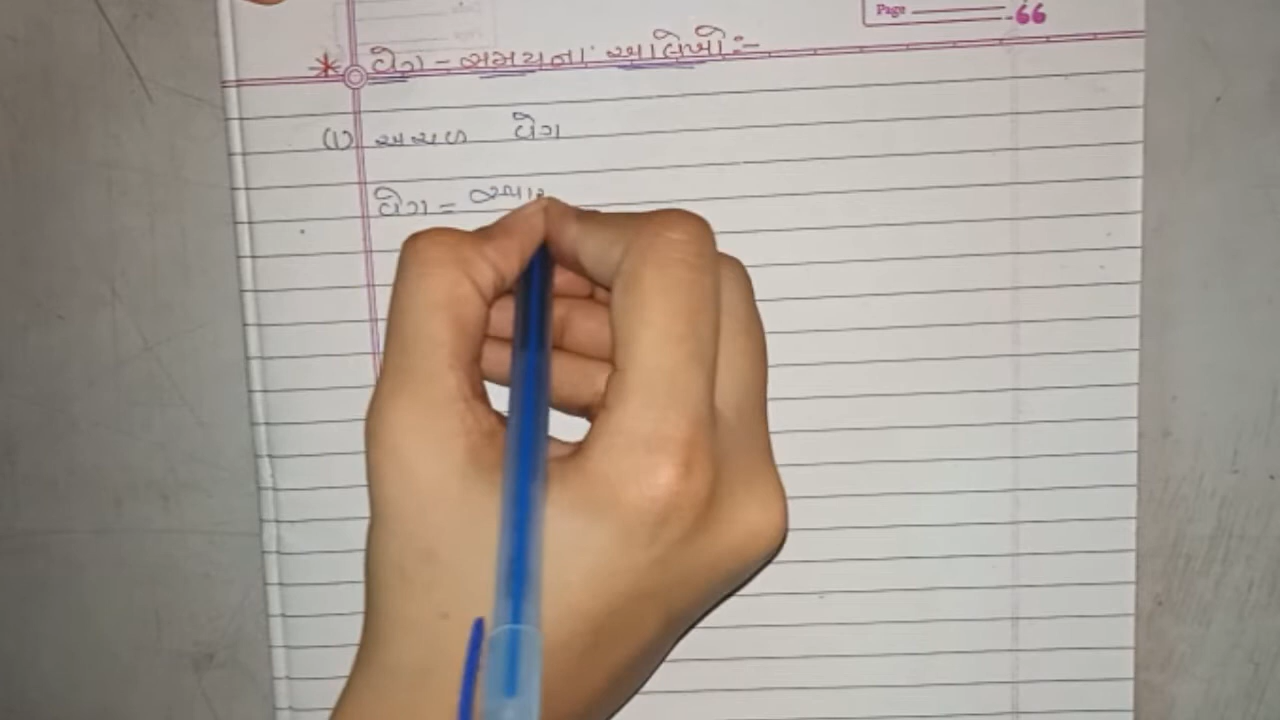 Page 66
* વેગ - સમયના આલેખો :-
(1) અચળ વેગ
વેગ =